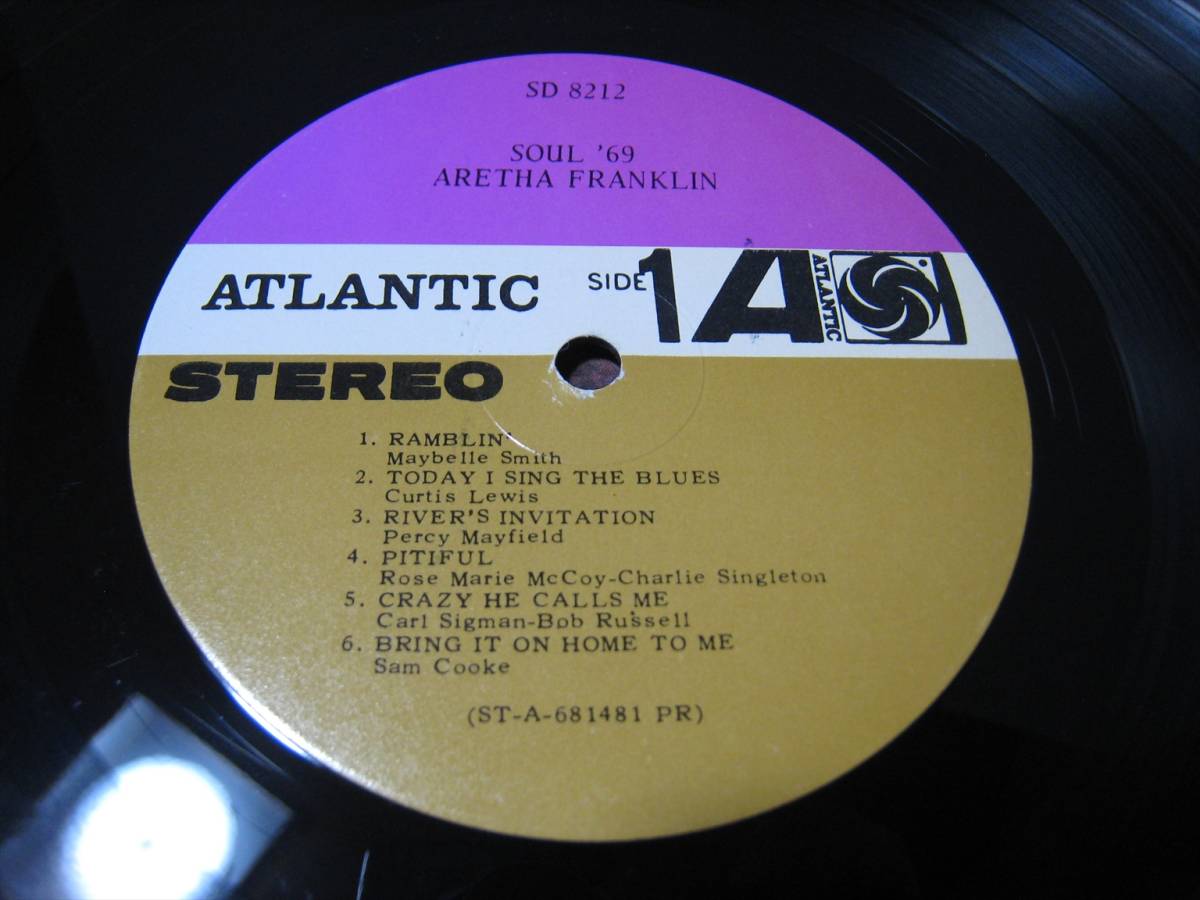 SD 8212
SOUL '69
ARETHA FRANKLIN
ATLANTIC
SIDE 1
A
ATLANTIC
STEREO
1. RAMBLIN'
Maybelle Smith
2. TODAY I SING THE BLUES
Curtis Lewis
3. RIVER'S INVITATION
Percy Mayfield
4. PITIFUL
Rose Marie McCoy-Charlie Singleton
5. CRAZY HE CALLS ME
Carl Sigman-Bob Russell
6. BRING IT ON HOME TO ME
Sam Cooke
(ST-A-681481 PR)